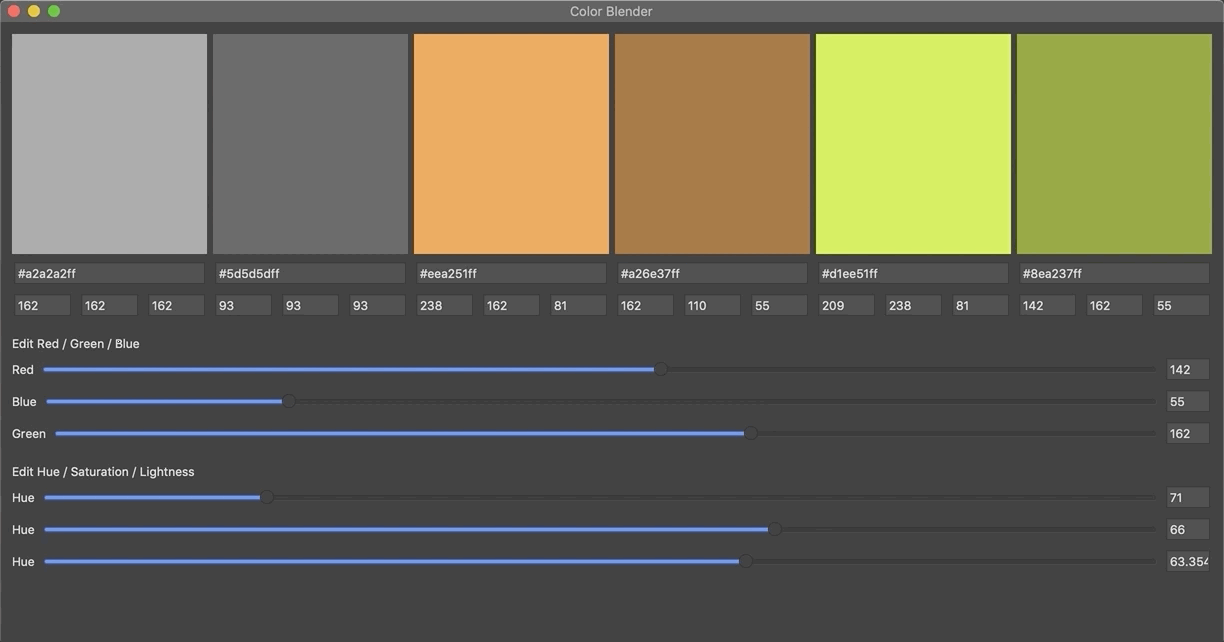 Color Blender
#a2a2a2ff #5d5d5dff #eea251ff #a26e37ff #d1ee51ff #8ea237ff
162 162 162 93 93 93 238 162 81 162 110 55 209 238 81 142 162 55
Edit Red / Green / Blue
Red 142
Blue 55
Green 162
Edit Hue / Saturation / Lightness
Hue 71
Hue 66
Hue 63.354